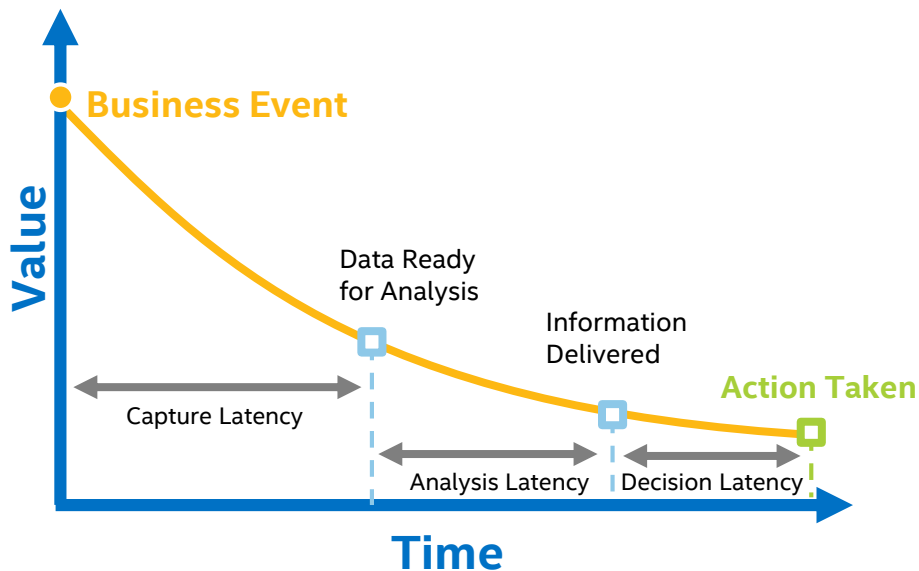 Business Event
Value
Data Ready
for Analysis
Information
Delivered
Action Taken
Capture Latency
Analysis Latency
Decision Latency
Time